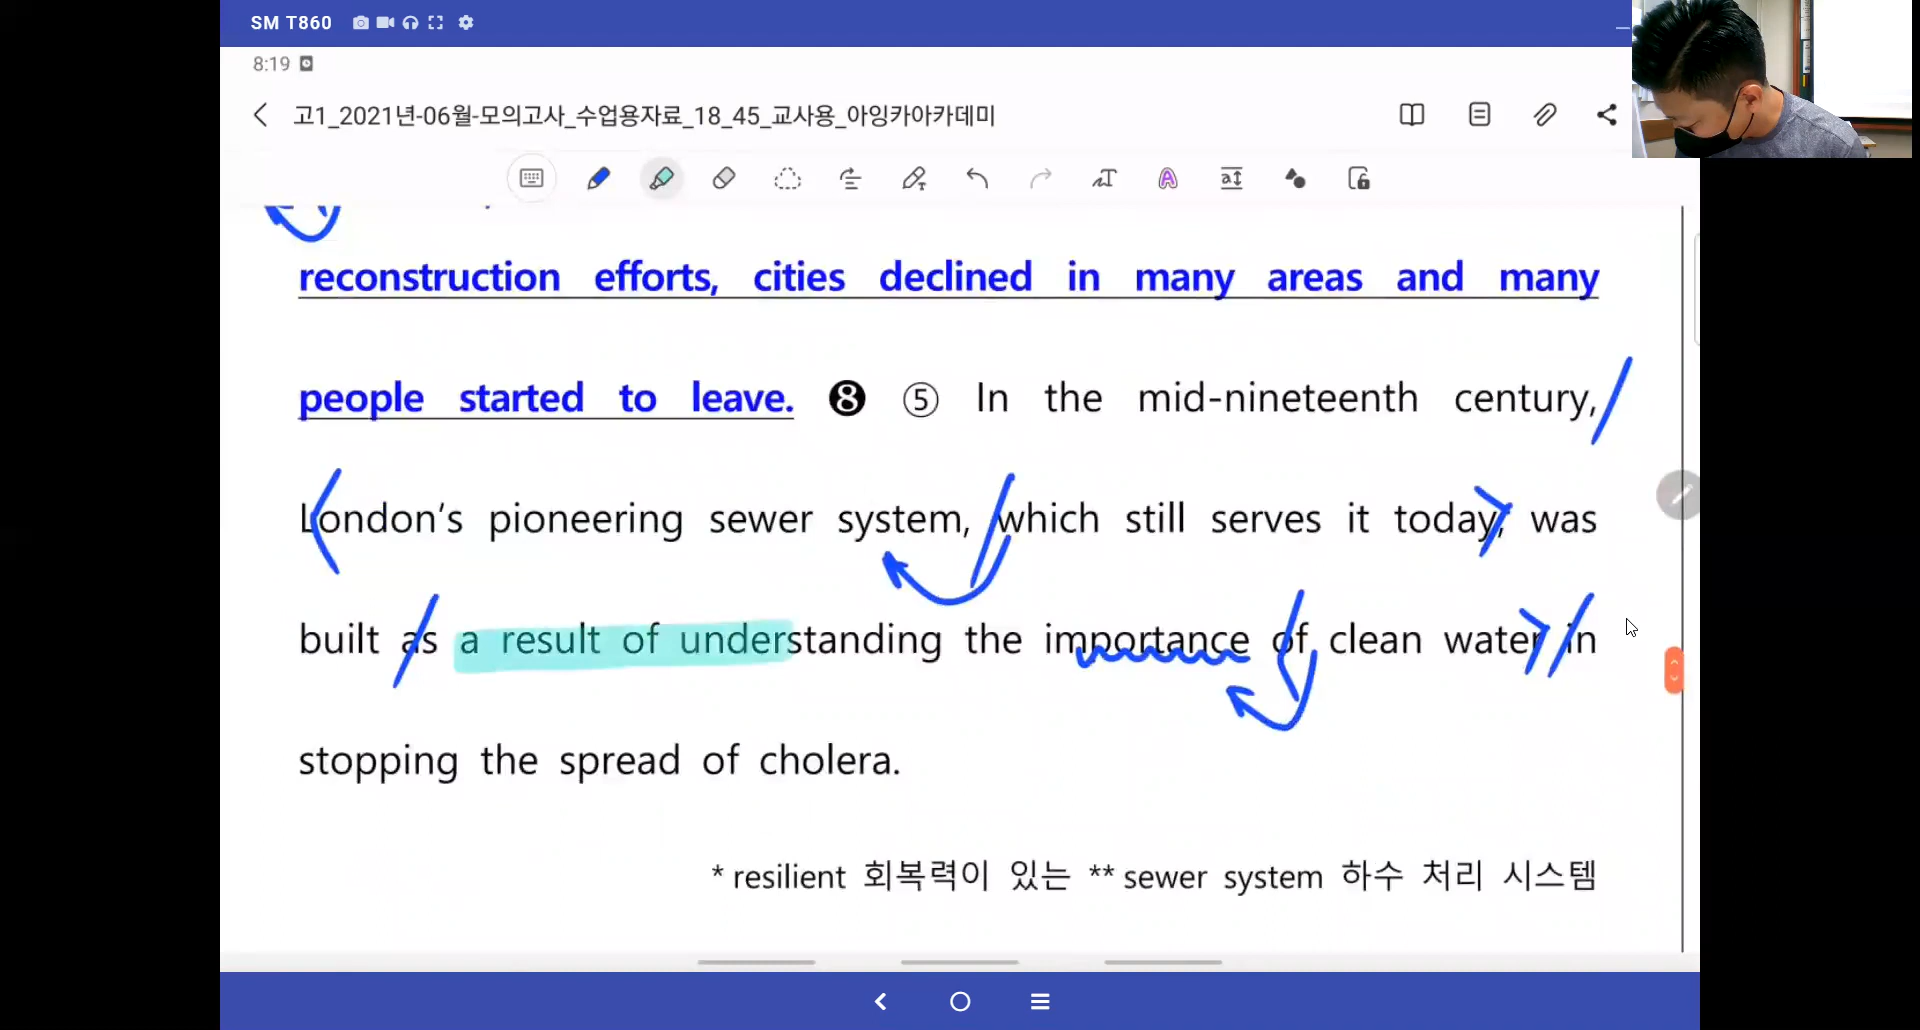 SM T860
8:19
고1_2021년-06월-모의고사_수업용자료_18_45_교사용_아잉카아카데미
reconstruction efforts, cities declined in many areas and many
people started to leave. ❽ ⑤ In the mid-nineteenth century,
London's pioneering sewer system, which still serves it today, was
built as a result of understanding the importance of clean water in
stopping the spread of cholera.
* resilient 회복력이 있는 ** sewer system 하수 처리 시스템